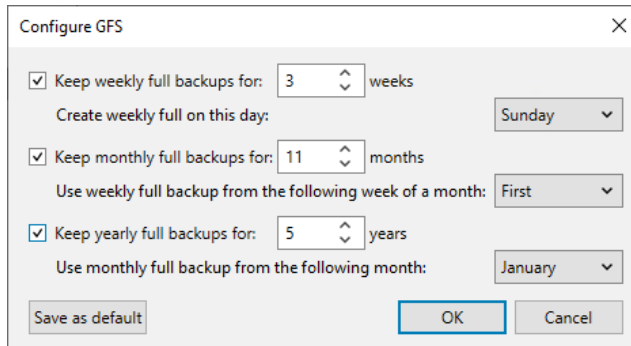 Configure GFS
Keep weekly full backups for: 3 weeks
Create weekly full on this day: Sunday
Keep monthly full backups for: 11 months
Use weekly full backup from the following week of a month: First
Keep yearly full backups for: 5 years
Use monthly full backup from the following month: January
Save as default OK Cancel